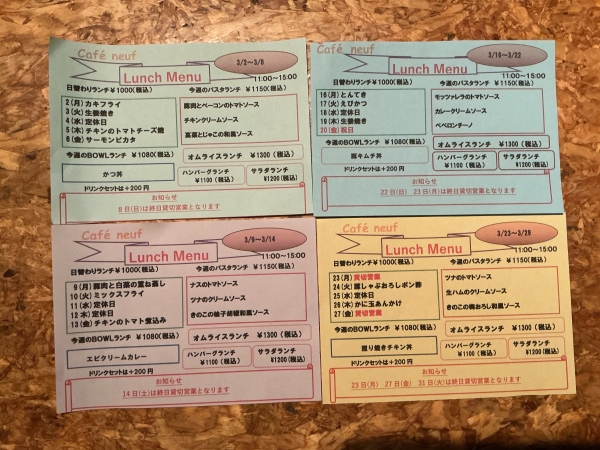 Café neuf
3/2〜3/8
Lunch Menu
11:00〜15:00
日替わりランチ¥1000(税込)
今週のパスタランチ ¥1150(税込)
2(月)カキフライ
3(火)生姜焼き
4(水)定休日
5(木)チキンのトマトチーズ焼
6(金)サーモンピカタ
豚肉とベーコンのトマトソース
チキンクリームソース
高菜とじゃこの和風ソース
今週のBOWLランチ ¥1080(税込)
オムライスランチ ¥1300(税込)
かつ丼
ハンバーグランチ
¥1100(税込)
サラダランチ
¥1200(税込)
ドリンクセットは+200円
お知らせ
8日(日)は終日貸切営業となります
Café neuf
3/16〜3/22
Lunch Menu
11:00〜15:00
日替わりランチ¥1000(税込)
今週のパスタランチ ¥1150(税込)
16(月)とんてき
17(火)えびかつ
18(水)定休日
19(木)生姜焼き
20(金)祝日
モッツァレラのトマトソース
カレークリームソース
ペペロンチーノ
今週のBOWLランチ ¥1080(税込)
オムライスランチ ¥1300(税込)
豚キムチ丼
ハンバーグランチ
¥1100(税込)
サラダランチ
¥1200(税込)
ドリンクセットは+200円
お知らせ
22日(日) 23日(月)は終日貸切営業となります
Café neuf
3/9〜3/14
Lunch Menu
11:00〜15:00
日替わりランチ¥1000(税込)
今週のパスタランチ ¥1150(税込)
9(月)豚肉と白菜の重ね蒸し
10(火)ミックスフライ
11(水)定休日
12(木)定休日
13(金)チキンのトマト煮込み
ナスのトマトソース
ツナのクリームソース
きのこの柚子胡椒和風ソース
今週のBOWLランチ ¥1080(税込)
オムライスランチ ¥1300(税込)
エビクリームカレー
ハンバーグランチ
¥1100(税込)
サラダランチ
¥1200(税込)
ドリンクセットは+200円
お知らせ
14日(土)は終日貸切営業となります
Café neuf
3/23〜3/29
Lunch Menu
11:00〜15:00
日替わりランチ¥1000(税込)
今週のパスタランチ ¥1150(税込)
23(月)貸切営業
24(火)豚しゃぶおろしポン酢
25(水)定休日
26(木)かに玉あんかけ
27(金)貸切営業
ツナのトマトソース
生ハムのクリームソース
きのこの鶏おろし和風ソース
今週のBOWLランチ ¥1080(税込)
オムライスランチ ¥1300(税込)
照り焼きチキン丼
ハンバーグランチ
¥1100(税込)
サラダランチ
¥1200(税込)
ドリンクセットは+200円
お知らせ
23日(月) 27日(金) 31日(火)は終日貸切営業となります